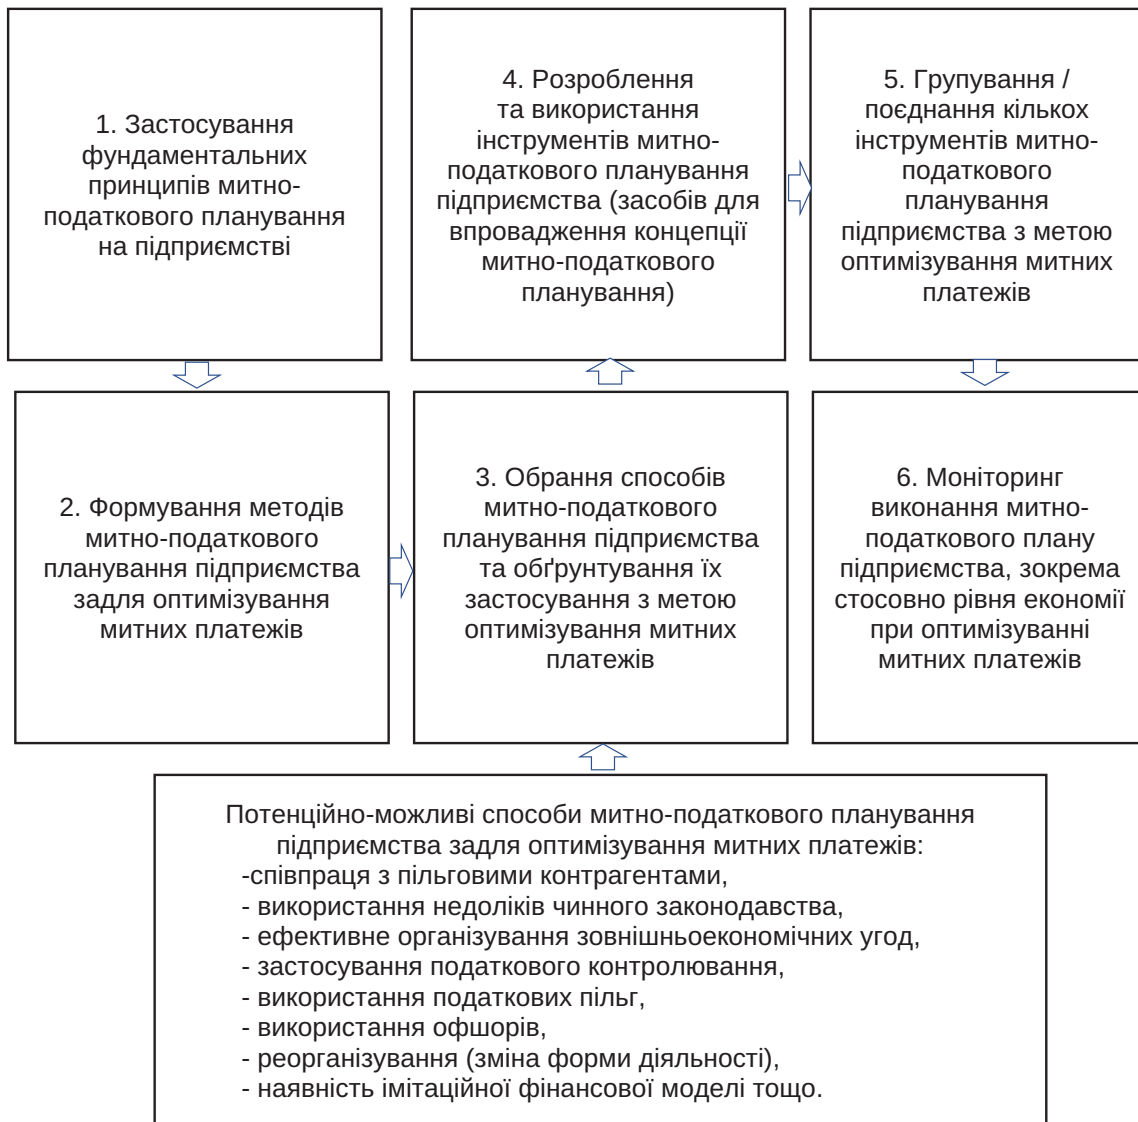 1. Застосування
фундаментальних
принципів митно-
податкового планування
на підприємстві
2. Формування методів
митно-податкового
планування підприємства
задля оптимізування
митних платежів
3. Обрання способів
митно-податкового
планування підприємства
та обґрунтування їх
застосування з метою
оптимізування митних
платежів
4. Розроблення
та використання
інструментів митно-
податкового планування
підприємства (засобів для
впровадження концепції
митно-податкового
планування)
5. Групування /
поєднання кількох
інструментів митно-
податкового
планування
підприємства з метою
оптимізування митних
платежів
6. Моніторинг
виконання митно-
податкового плану
підприємства, зокрема
стосовно рівня економії
при оптимізуванні
митних платежів
Потенційно-можливі способи митно-податкового планування
підприємства задля оптимізування митних платежів:
-співпраця з пільговими контрагентами,
- використання недоліків чинного законодавства,
- ефективне організування зовнішньоекономічних угод,
- застосування податкового контролювання,
- використання податкових пільг,
- використання офшорів,
- реорганізування (зміна форми діяльності),
- наявність імітаційної фінансової моделі тощо.